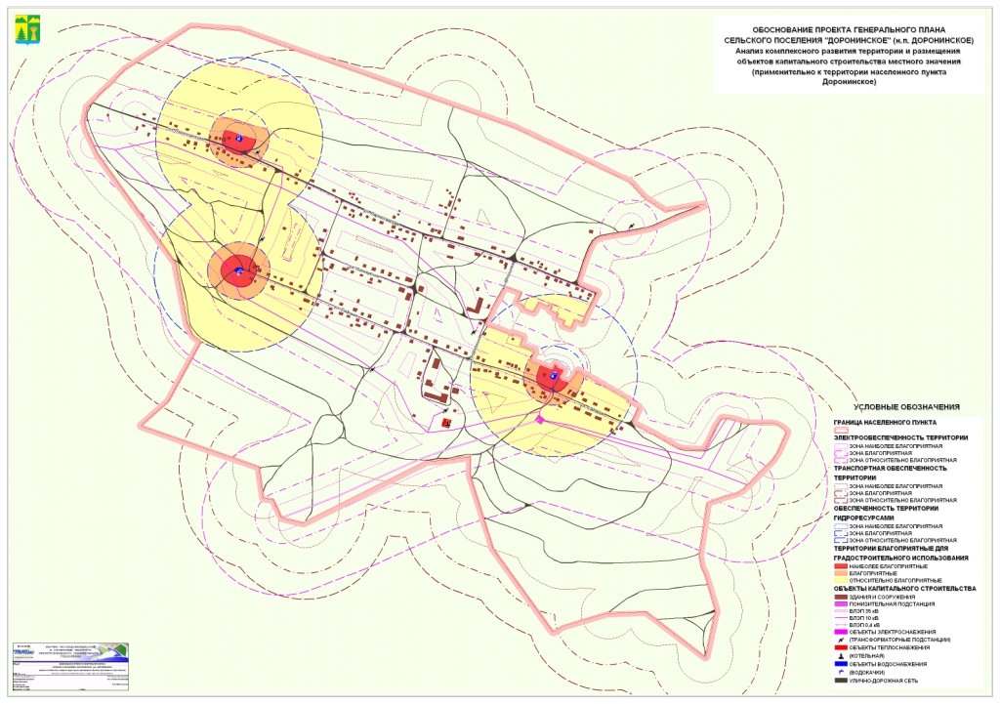 ОБОСНОВАНИЕ ПРОЕКТА ГЕНЕРАЛЬНОГО ПЛАНА
СЕЛЬСКОГО ПОСЕЛЕНИЯ "ДОРОНИНСКОЕ" (н.п. ДОРОНИНСКОЕ)
Анализ комплексного развития территории и размещения
объектов капитального строительства местного значения
(применительно к территории населенного пункта
Доронинское)
УСЛОВНЫЕ ОБОЗНАЧЕНИЯ
ГРАНИЦА НАСЕЛЕННОГО ПУНКТА
ЭЛЕКТРООБЕСПЕЧЕННОСТЬ ТЕРРИТОРИИ
ЗОНА НАИБОЛЕЕ БЛАГОПРИЯТНАЯ
ЗОНА БЛАГОПРИЯТНАЯ
ЗОНА ОТНОСИТЕЛЬНО БЛАГОПРИЯТНАЯ
ТРАНСПОРТНАЯ ОБЕСПЕЧЕННОСТЬ
ТЕРРИТОРИИ
ЗОНА НАИБОЛЕЕ БЛАГОПРИЯТНАЯ
ЗОНА БЛАГОПРИЯТНАЯ
ЗОНА ОТНОСИТЕЛЬНО БЛАГОПРИЯТНАЯ
ОБЕСПЕЧЕННОСТЬ ТЕРРИТОРИИ
ГИДРОРЕСУРСАМИ
ЗОНА НАИБОЛЕЕ БЛАГОПРИЯТНАЯ
ЗОНА БЛАГОПРИЯТНАЯ
ЗОНА ОТНОСИТЕЛЬНО БЛАГОПРИЯТНАЯ
ТЕРРИТОРИИ БЛАГОПРИЯТНЫЕ ДЛЯ
ГРАДОСТРОИТЕЛЬНОГО ИСПОЛЬЗОВАНИЯ
НАИБОЛЕЕ БЛАГОПРИЯТНЫЕ
БЛАГОПРИЯТНЫЕ
ОТНОСИТЕЛЬНО БЛАГОПРИЯТНЫЕ
ОБЪЕКТЫ КАПИТАЛЬНОГО СТРОИТЕЛЬСТВА
ЗДАНИЯ И СООРУЖЕНИЯ
ПОНИЗИТЕЛЬНАЯ ПОДСТАНЦИЯ
ВЛЭП 35 кВ
ВЛЭП 10 кВ
ВЛЭП 0,4 кВ
ОБЪЕКТЫ ЭЛЕКТРОСНАБЖЕНИЯ
(ТРАНСФОРМАТОРНЫЕ ПОДСТАНЦИИ)
ОБЪЕКТЫ ТЕПЛОСНАБЖЕНИЯ
(КОТЕЛЬНАЯ)
ОБЪЕКТЫ ВОДОСНАБЖЕНИЯ
(ВОДОКАЧКИ)
УЛИЧНО-ДОРОЖНАЯ СЕТЬ